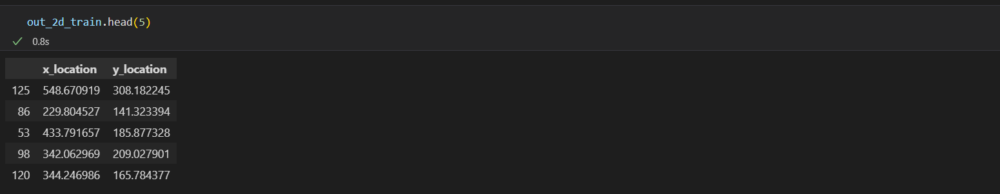 out_2d_train.head(5)
0.8s
x_location y_location
125 548.670919 308.182245
86 229.804527 141.323394
53 433.791657 185.877328
98 342.062969 209.027901
120 344.246986 165.784377